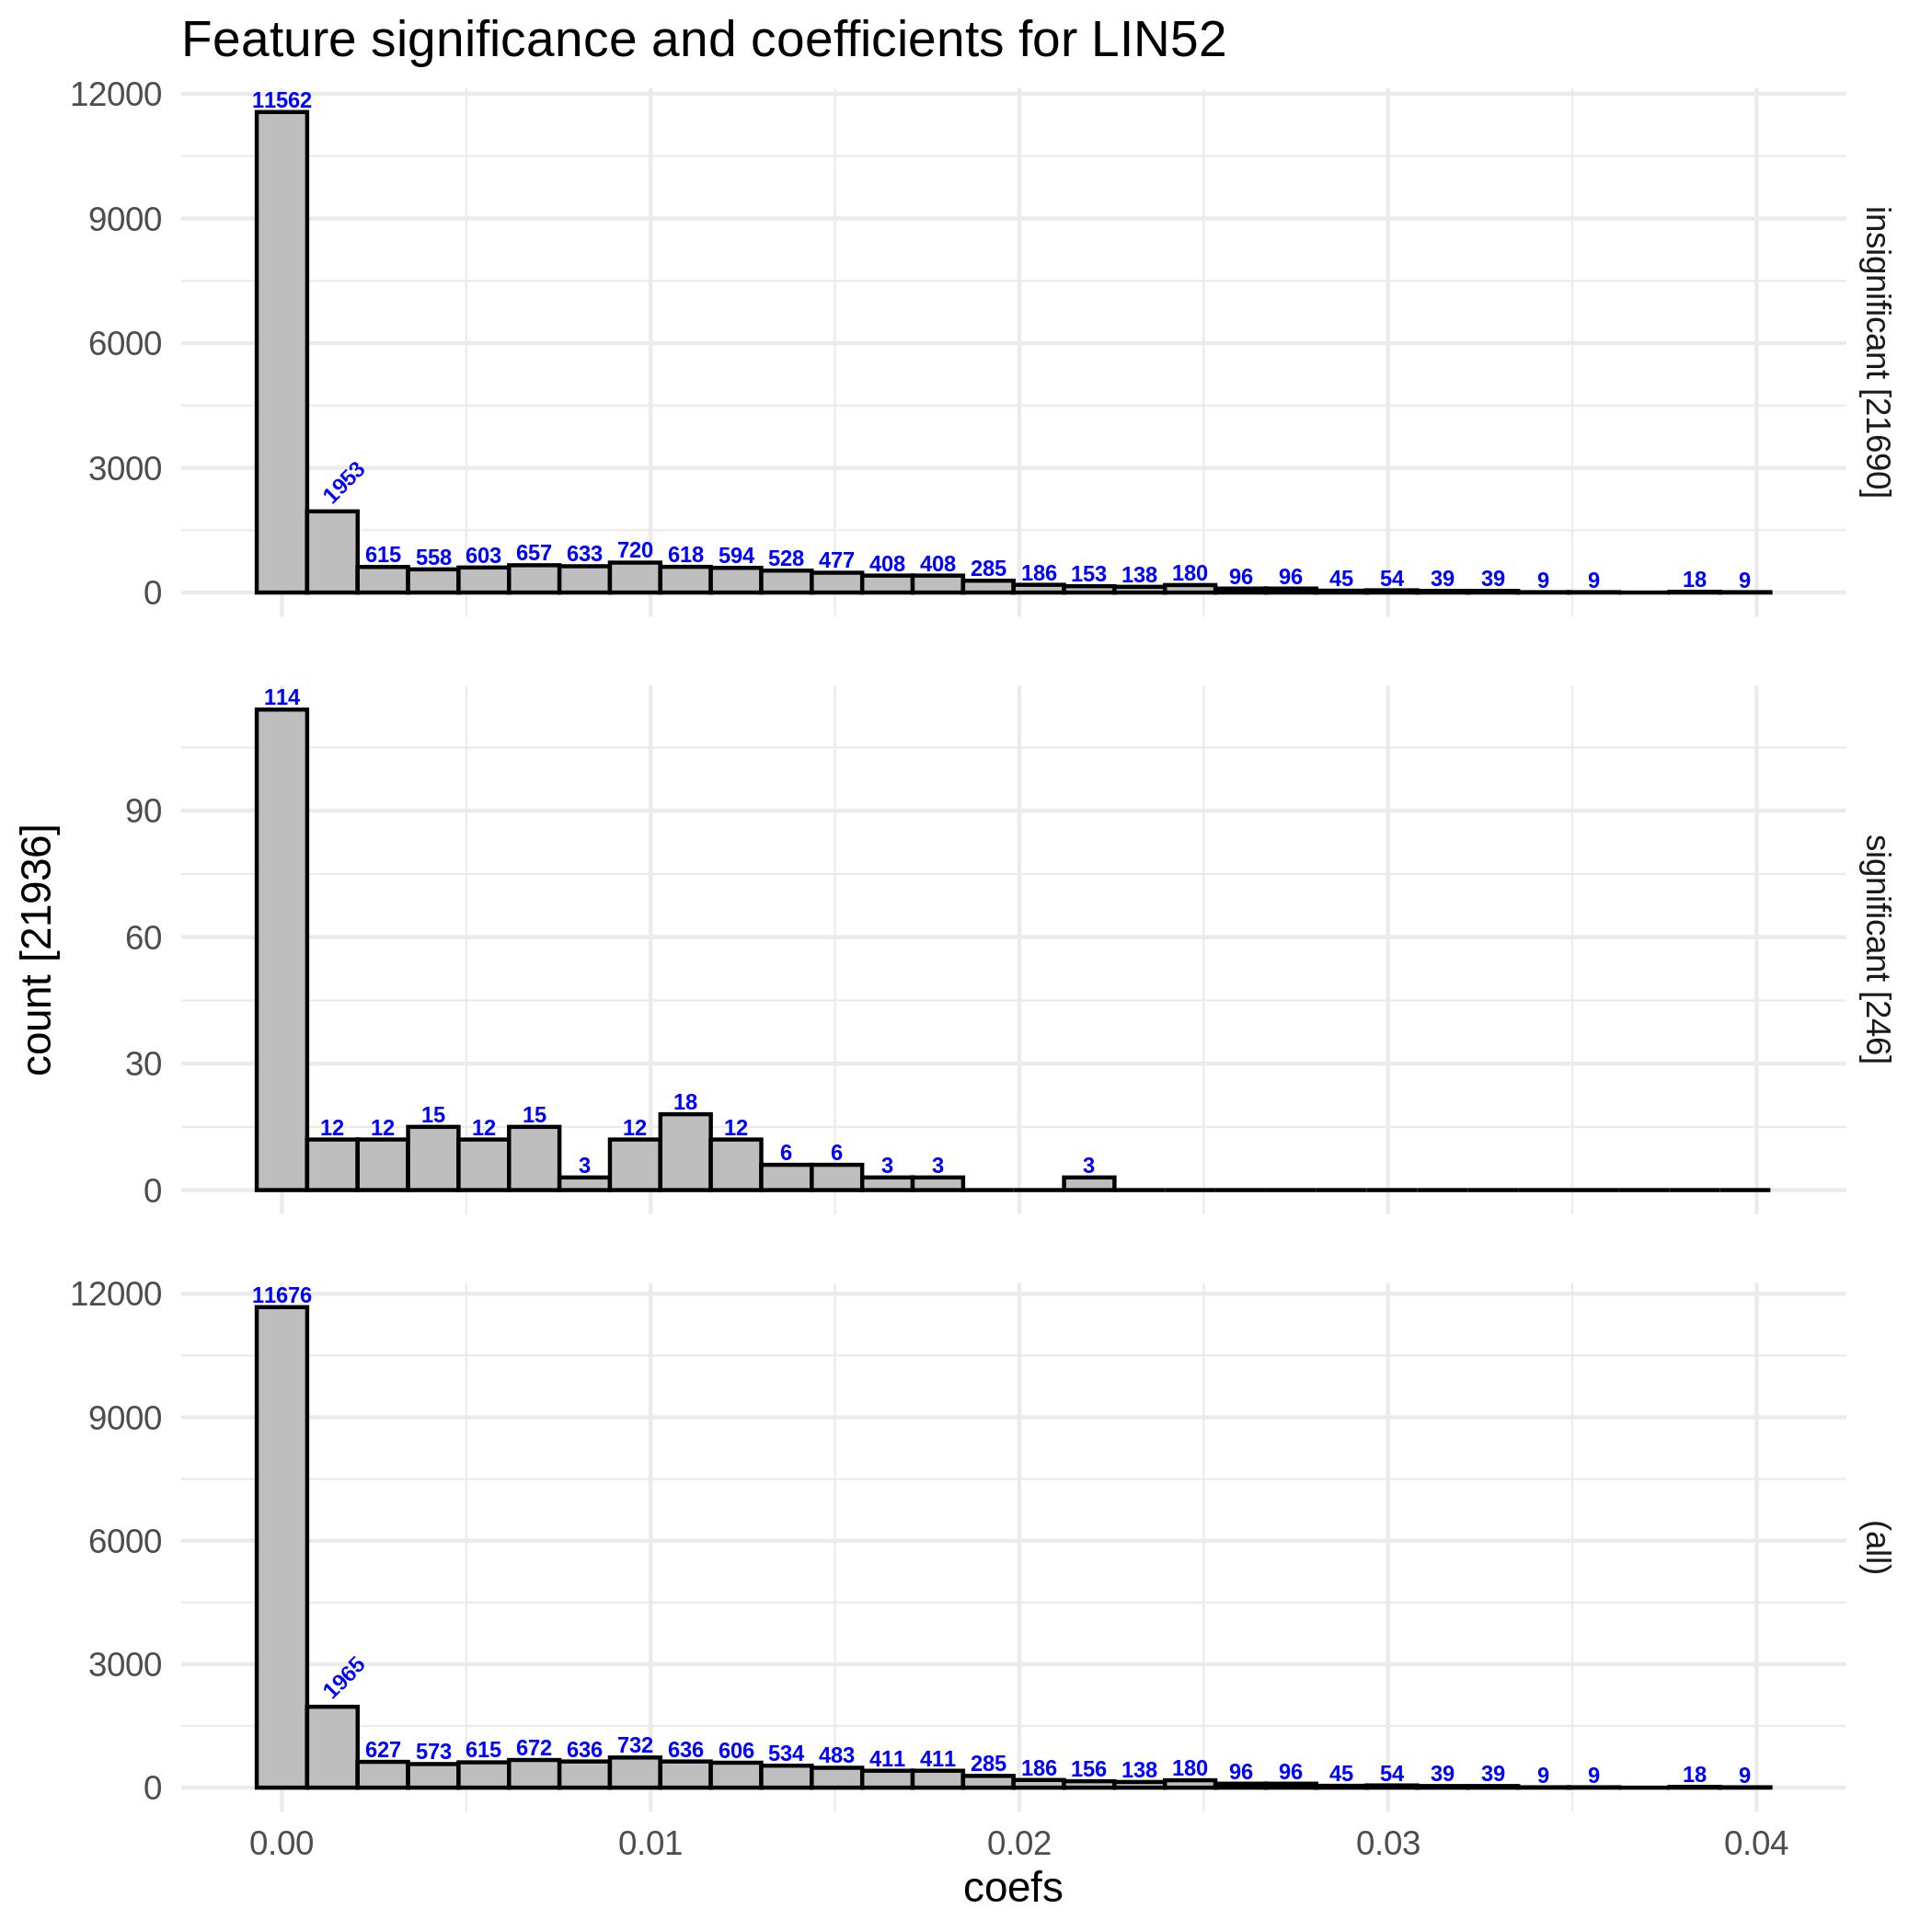 Feature significance and coefficients for LIN52
12000
9000
6000
3000
0
11562
1953
615 558 603 657 633 720 618 594 528 477 408 408 285 186 153 138 180 96 96 45 54 39 39 9 9 18 9
insignificant [21690]
count [21936]
90
60
30
0
114
12 12 15 12 15 3 12 18 12 6 6 3 3 3
significant [246]
12000
9000
6000
3000
0
11676
1965
627 573 615 672 636 732 636 606 534 483 411 411 285 186 156 138 180 96 96 45 54 39 39 9 9 18 9
(all)
0.00 0.01 0.02 0.03 0.04
coefs